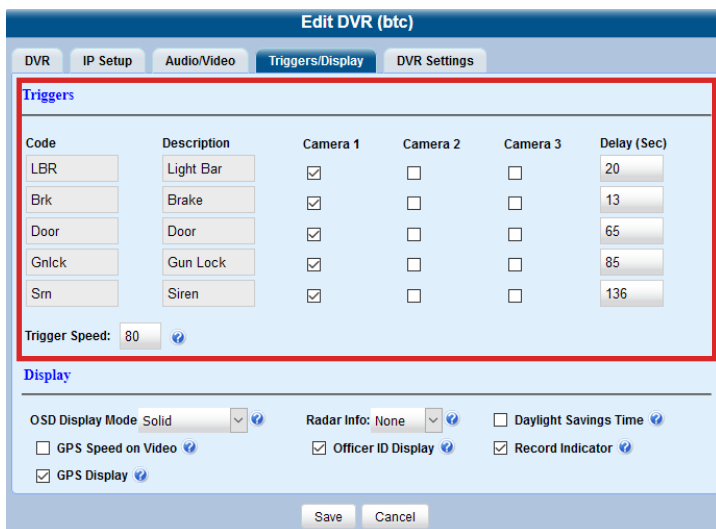 Edit DVR (btc)
DVR IP Setup Audio/Video Triggers/Display DVR Settings
Triggers
Code Description Camera 1 Camera 2 Camera 3 Delay (Sec)
LBR Light Bar 20
Brk Brake 13
Door Door 65
Gnlck Gun Lock 85
Srn Siren 136
Trigger Speed: 80 ?
Display
OSD Display Mode Solid ? Radar Info: None ? Daylight Savings Time ?
GPS Speed on Video ? Officer ID Display ? Record Indicator ?
GPS Display ?
Save Cancel